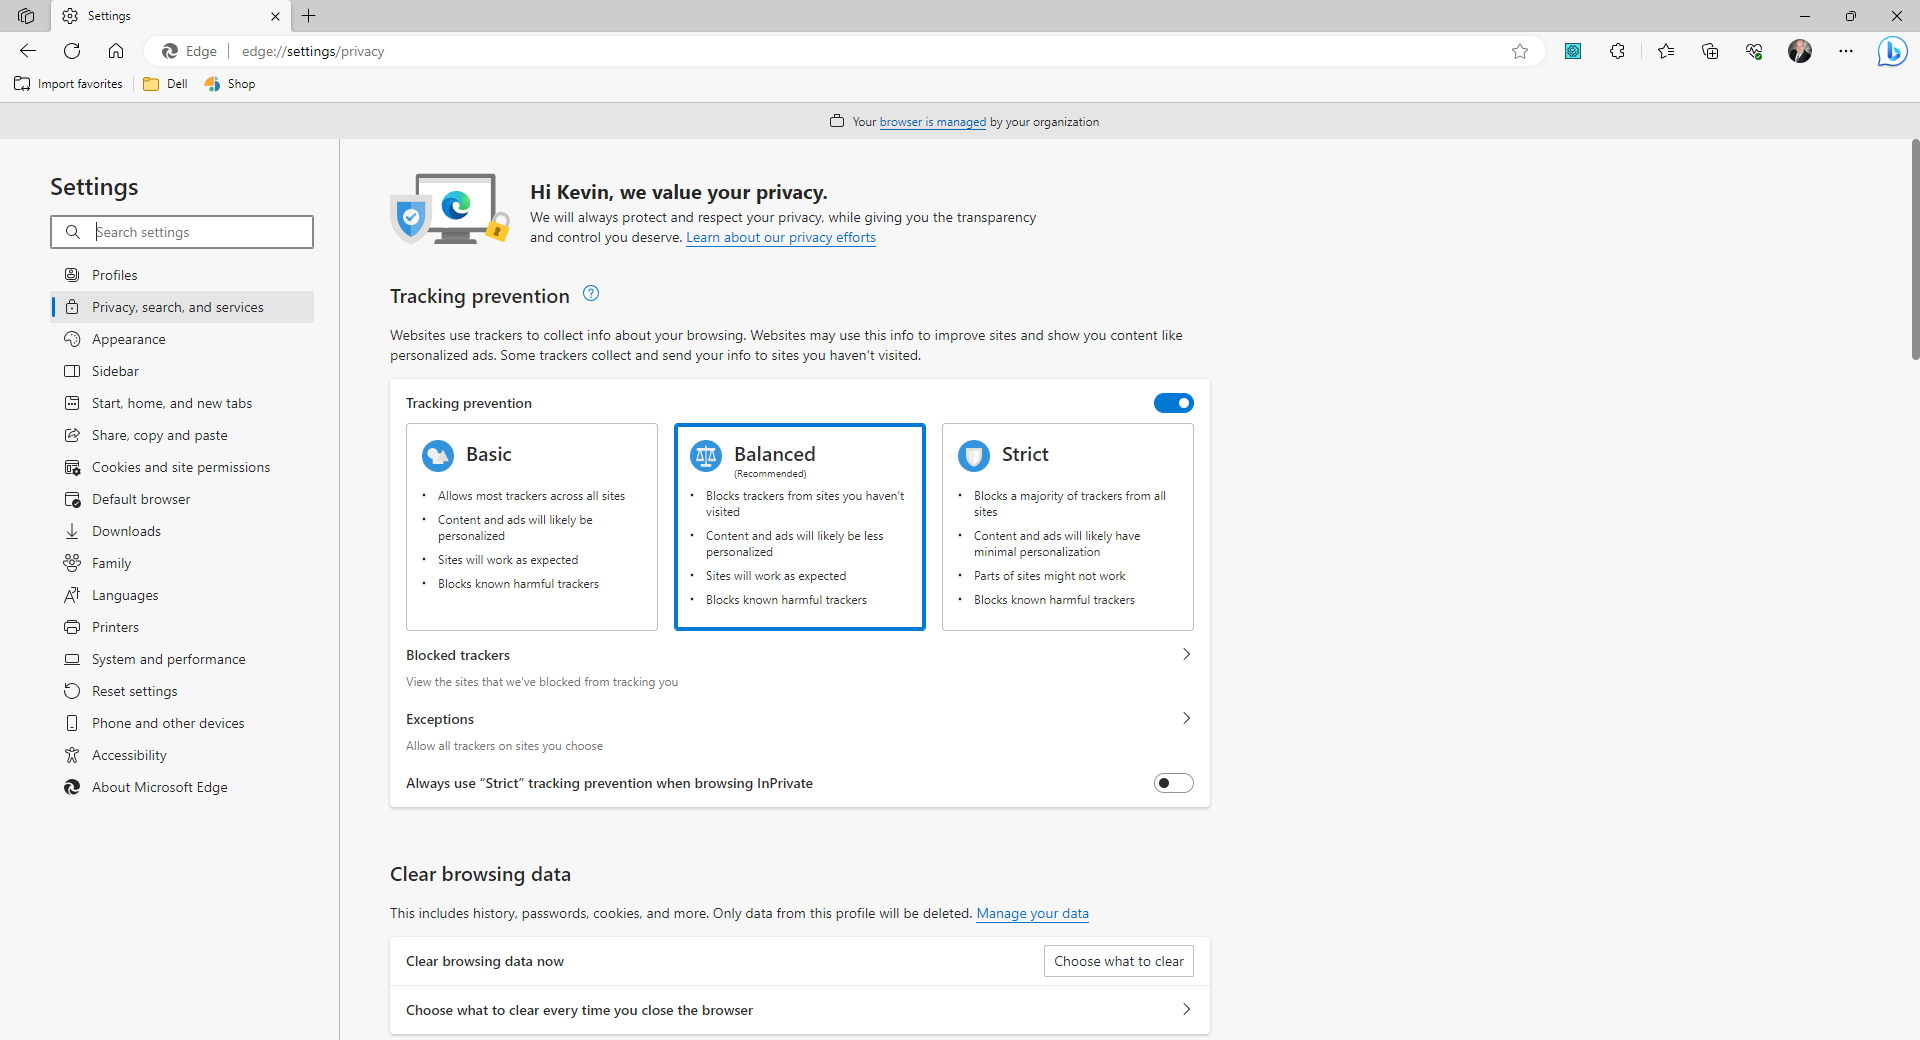 Settings
Edge
edge://settings/privacy
Import favorites
Dell
Shop
Your browser is managed by your organization
Settings
Search settings
Profiles
Privacy, search, and services
Appearance
Sidebar
Start, home, and new tabs
Share, copy and paste
Cookies and site permissions
Default browser
Downloads
Family
Languages
Printers
System and performance
Reset settings
Phone and other devices
Accessibility
About Microsoft Edge
Hi Kevin, we value your privacy.
We will always protect and respect your privacy, while giving you the transparency
and control you deserve. Learn about our privacy efforts
Tracking prevention
Websites use trackers to collect info about your browsing. Websites may use this info to improve sites and show you content like
personalized ads. Some trackers collect and send your info to sites you haven't visited.
Tracking prevention
Basic
• Allows most trackers across all sites
• Content and ads will likely be
personalized
• Sites will work as expected
• Blocks known harmful trackers
Balanced
(Recommended)
• Blocks trackers from sites you haven't
visited
• Content and ads will likely be less
personalized
• Sites will work as expected
• Blocks known harmful trackers
Strict
• Blocks a majority of trackers from all
sites
• Content and ads will likely have
minimal personalization
• Parts of sites might not work
• Blocks known harmful trackers
Blocked trackers
View the sites that we've blocked from tracking you
Exceptions
Allow all trackers on sites you choose
Always use “Strict” tracking prevention when browsing InPrivate
Clear browsing data
This includes history, passwords, cookies, and more. Only data from this profile will be deleted. Manage your data
Clear browsing data now
Choose what to clear
Choose what to clear every time you close the browser